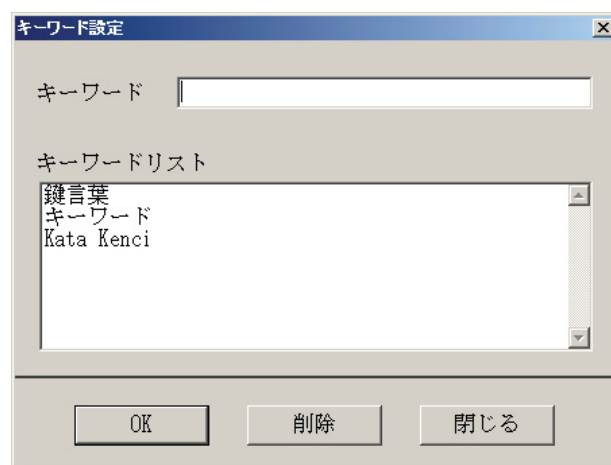 キーワード設定
キーワード
キーワードリスト
鍵言葉
キーワード
Kata Kenci
OK 削除 閉じる